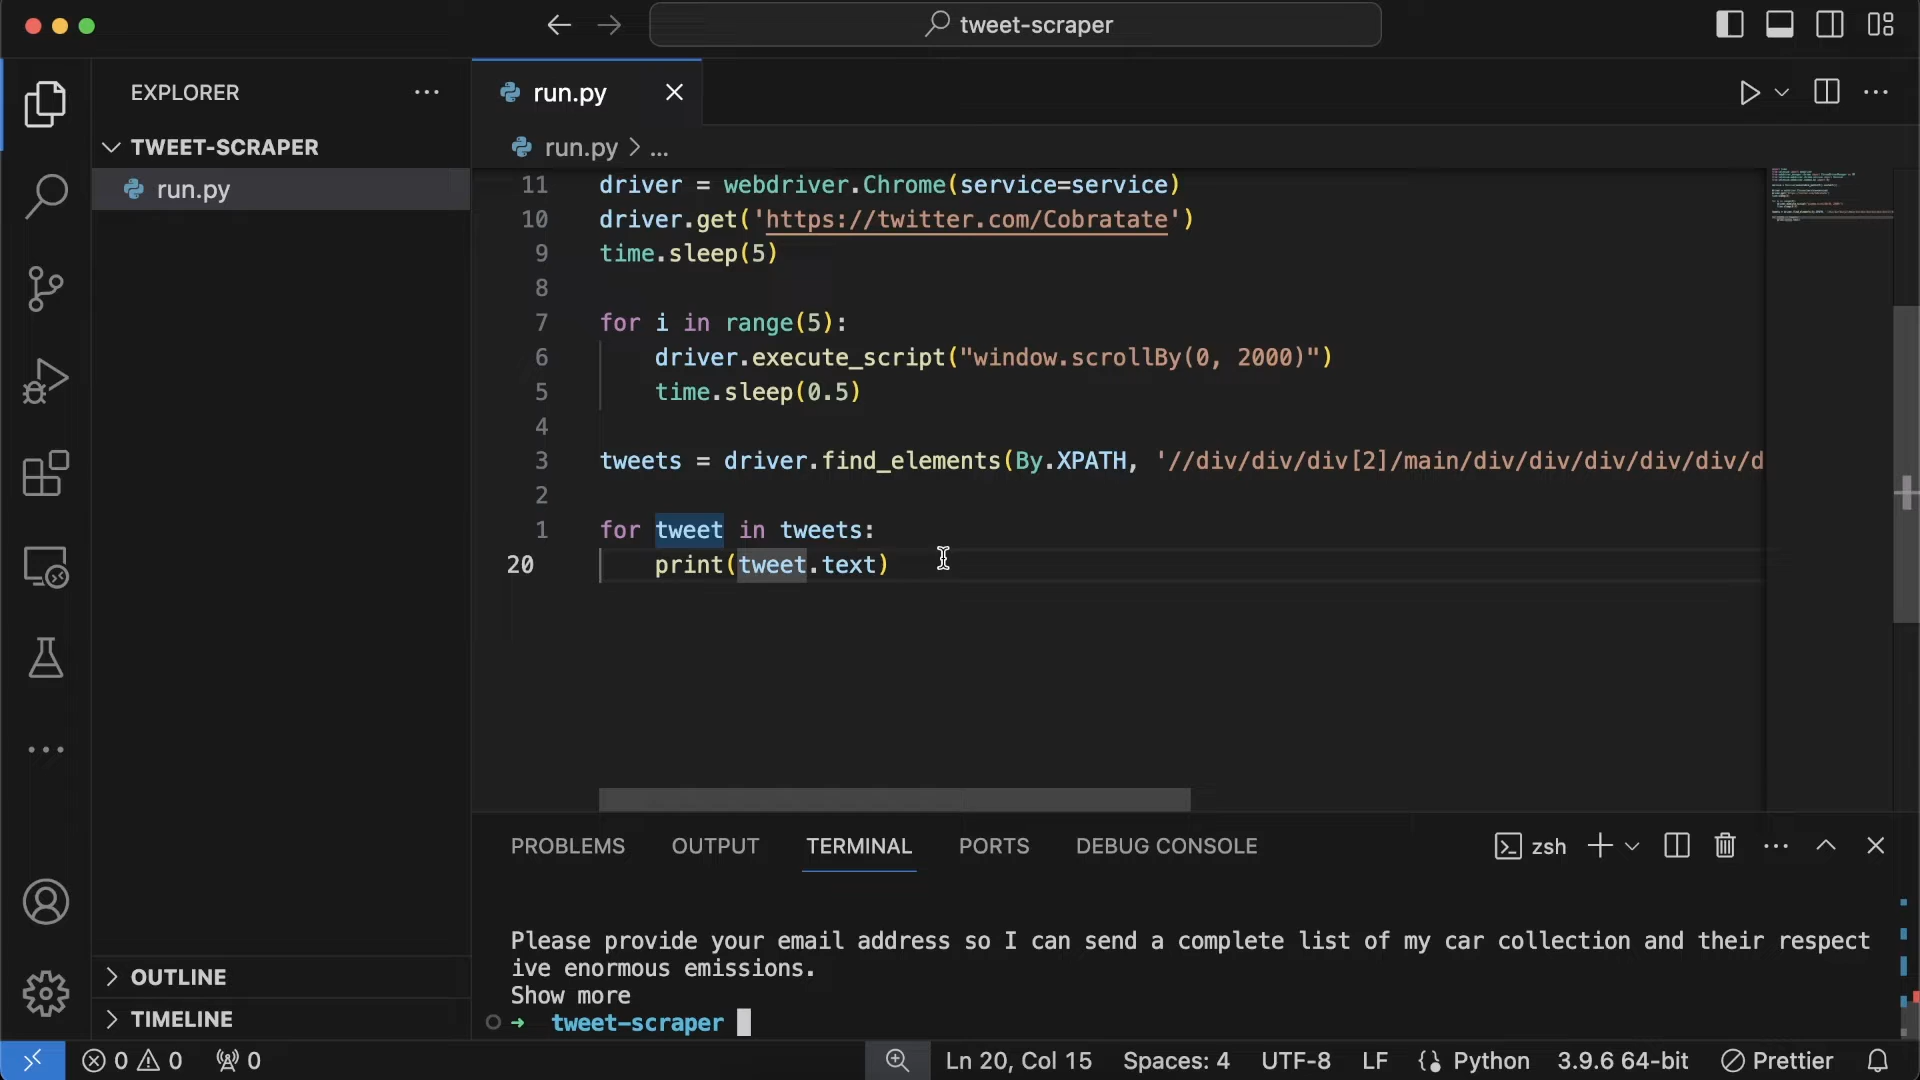 tweet-scraper
EXPLORER
TWEET-SCRAPER
run.py
OUTLINE
TIMELINE
run.py
run.py > ...
11 driver = webdriver.Chrome(service=service)
10 driver.get('https://twitter.com/Cobratate')
9 time.sleep(5)
8
7 for i in range(5):
6 driver.execute_script("window.scrollBy(0, 2000)")
5 time.sleep(0.5)
4
3 tweets = driver.find_elements(By.XPATH, '//div/div/div[2]/main/div/div/div/div/div/d
2
1 for tweet in tweets:
20 print(tweet.text)
PROBLEMS OUTPUT TERMINAL PORTS DEBUG CONSOLE zsh
Please provide your email address so I can send a complete list of my car collection and their respect
ive enormous emissions.
Show more
➜ tweet-scraper
0 0 0 Ln 20, Col 15 Spaces: 4 UTF-8 LF Python 3.9.6 64-bit Prettier